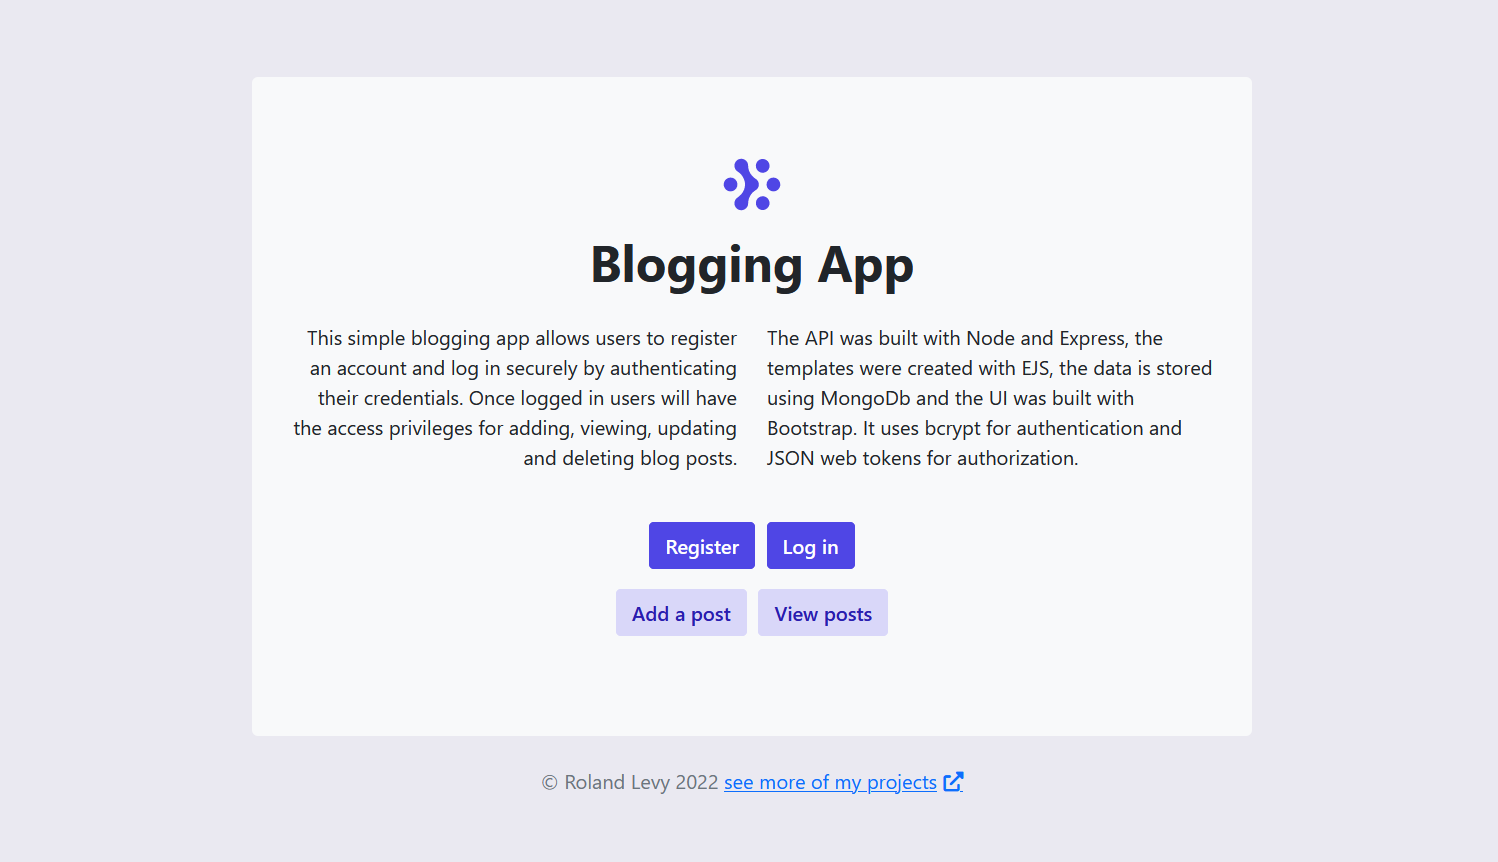 Blogging App
This simple blogging app allows users to register
an account and log in securely by authenticating
their credentials. Once logged in users will have
the access privileges for adding, viewing, updating
and deleting blog posts.
The API was built with Node and Express, the
templates were created with EJS, the data is stored
using MongoDb and the UI was built with
Bootstrap. It uses bcrypt for authentication and
JSON web tokens for authorization.
Register Log in
Add a post View posts
© Roland Levy 2022 see more of my projects